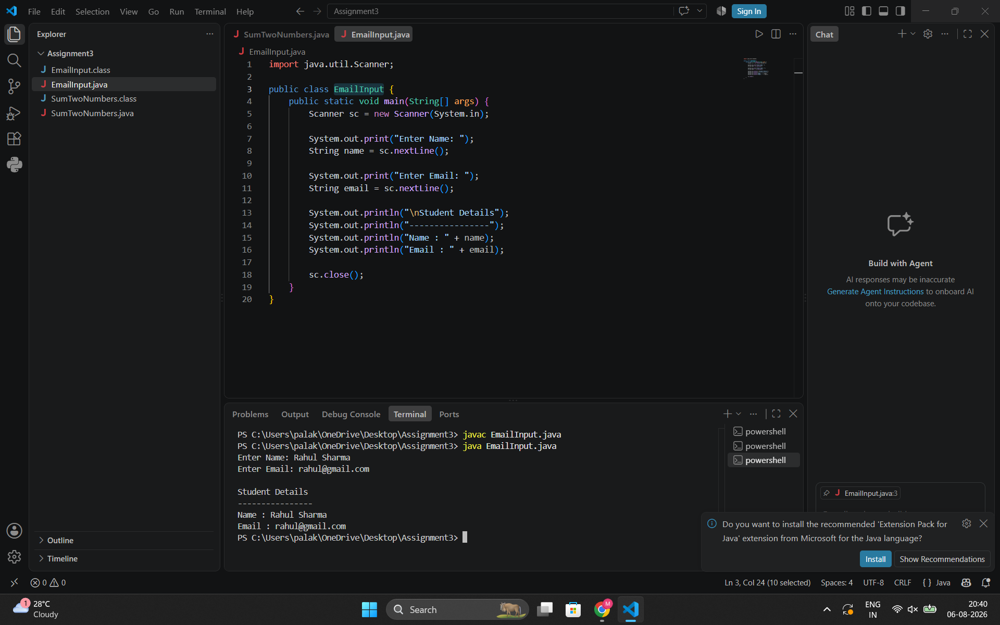 File Edit Selection View Go Run Terminal Help
Assignment3
Sign In
Explorer
Assignment3
EmailInput.class
EmailInput.java
SumTwoNumbers.class
SumTwoNumbers.java
Outline
Timeline
SumTwoNumbers.java EmailInput.java
EmailInput.java
1 import java.util.Scanner;
2
3 public class EmailInput {
4 public static void main(String[] args) {
5 Scanner sc = new Scanner(System.in);
6
7 System.out.print("Enter Name: ");
8 String name = sc.nextLine();
9
10 System.out.print("Enter Email: ");
11 String email = sc.nextLine();
12
13 System.out.println("\nStudent Details");
14 System.out.println("----------------");
15 System.out.println("Name : " + name);
16 System.out.println("Email : " + email);
17
18 sc.close();
19 }
20 }
Problems Output Debug Console Terminal Ports
PS C:\Users\palak\OneDrive\Desktop\Assignment3> javac EmailInput.java
PS C:\Users\palak\OneDrive\Desktop\Assignment3> java EmailInput.java
Enter Name: Rahul Sharma
Enter Email: rahul@gmail.com
Student Details
----------------
Name : Rahul Sharma
Email : rahul@gmail.com
PS C:\Users\palak\OneDrive\Desktop\Assignment3>
powershell
powershell
powershell
Chat
Build with Agent
AI responses may be inaccurate
Generate Agent Instructions to onboard AI
onto your codebase.
EmailInput.java:3
Do you want to install the recommended 'Extension Pack for
Java' extension from Microsoft for the Java language?
Install Show Recommendations
0 0
Ln 3, Col 24 (10 selected) Spaces: 4 UTF-8 CRLF {} Java
1
28°C
Cloudy
Search
M
ENG
IN
20:40
06-08-2026